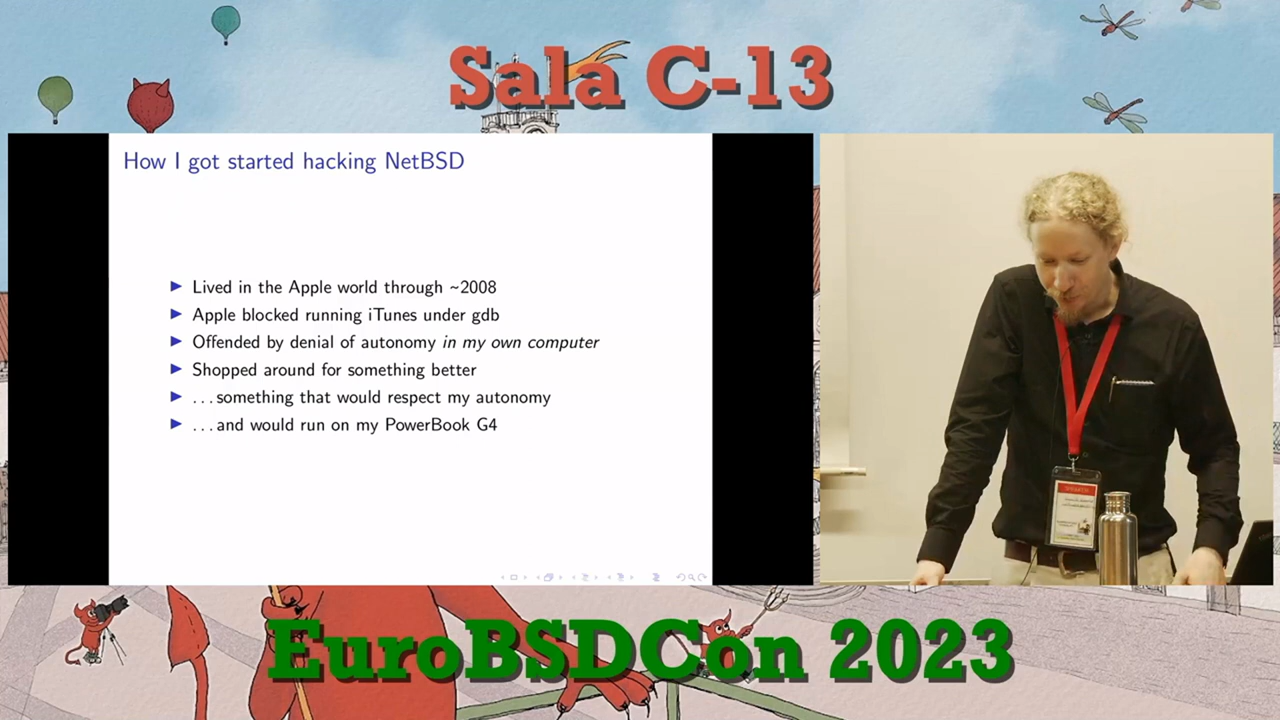 Sala C-13
How I got started hacking NetBSD
Lived in the Apple world through ~2008
Apple blocked running iTunes under gdb
Offended by denial of autonomy in my own computer
Shopped around for something better
...something that would respect my autonomy
...and would run on my PowerBook G4
SPEAKER
EuroBSDCon 2023